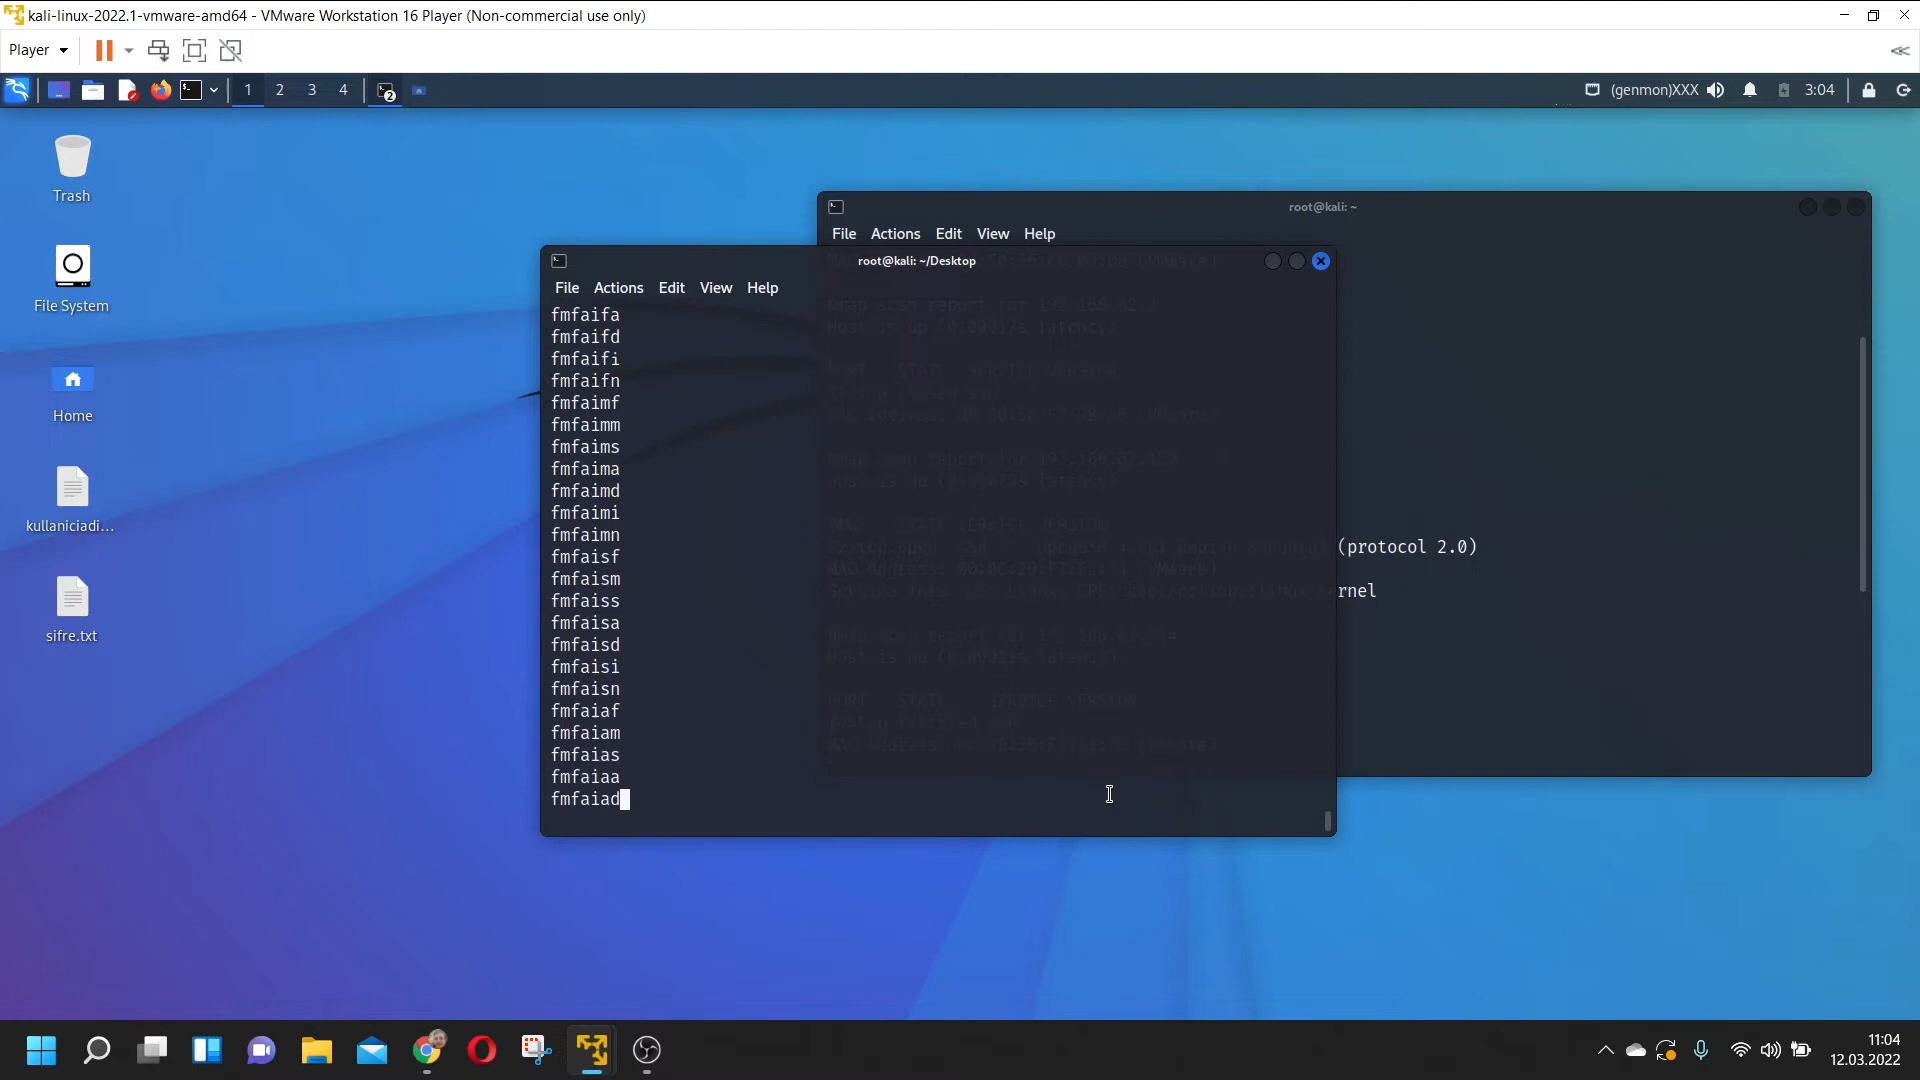 kali-linux-2022.1-vmware-amd64 - VMware Workstation 16 Player (Non-commercial use only)
Player
1 2 3 4
2
(genmon)XXX
3:04
Trash
File System
Home
kullaniciadi...
sifre.txt
root@kali: ~
File Actions Edit View Help
(protocol 2.0)
rnel
root@kali: ~/Desktop
File Actions Edit View Help
fmfaifa
fmfaifd
fmfaifi
fmfaifn
fmfaimf
fmfaimm
fmfaims
fmfaima
fmfaimd
fmfaimi
fmfaimn
fmfaisf
fmfaism
fmfaiss
fmfaisa
fmfaisd
fmfaisi
fmfaisn
fmfaiaf
fmfaiam
fmfaias
fmfaiaa
fmfaiad
11:04
12.03.2022